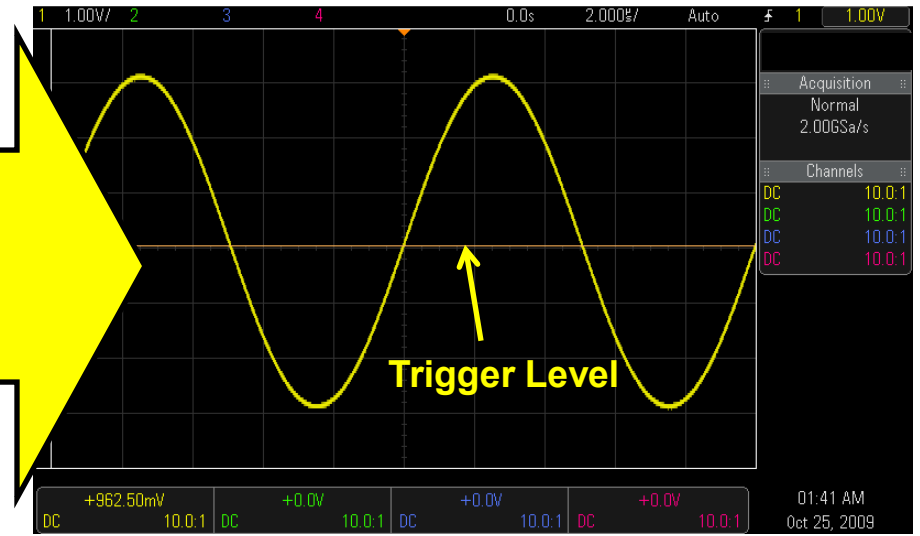 1 1.00V/ 2 3 4 0.0s 2.000㎲/ Auto 1 1.00V
Acquisition
Normal
2.00GSa/s
Channels
DC 10.0:1
DC 10.0:1
DC 10.0:1
DC 10.0:1
Trigger Level
+962.50mV +0.0V +0.0V +0.0V
DC 10.0:1 DC 10.0:1 DC 10.0:1 DC 10.0:1
01:41 AM
Oct 25, 2009